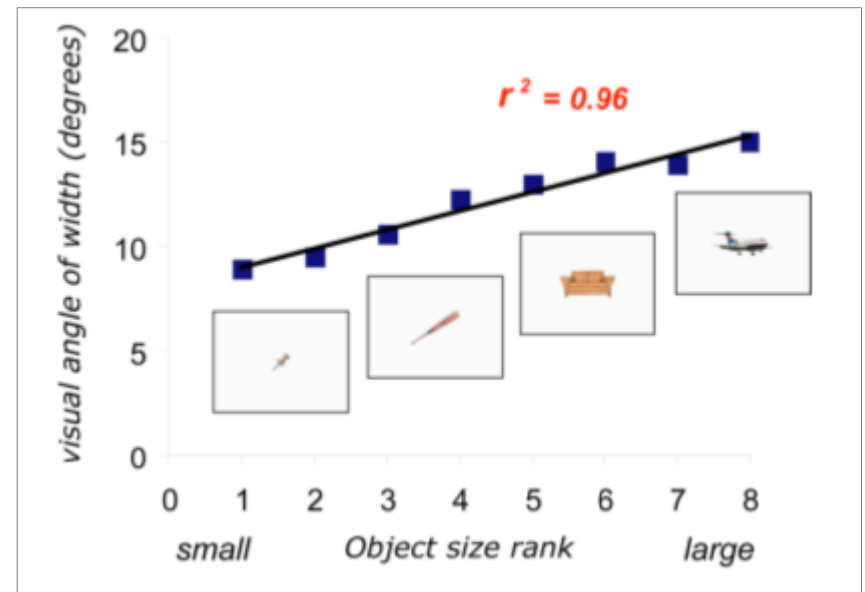 visual angle of width (degrees)
20
15
10
5
0
r² = 0.96
0 1 2 3 4 5 6 7 8
small Object size rank large